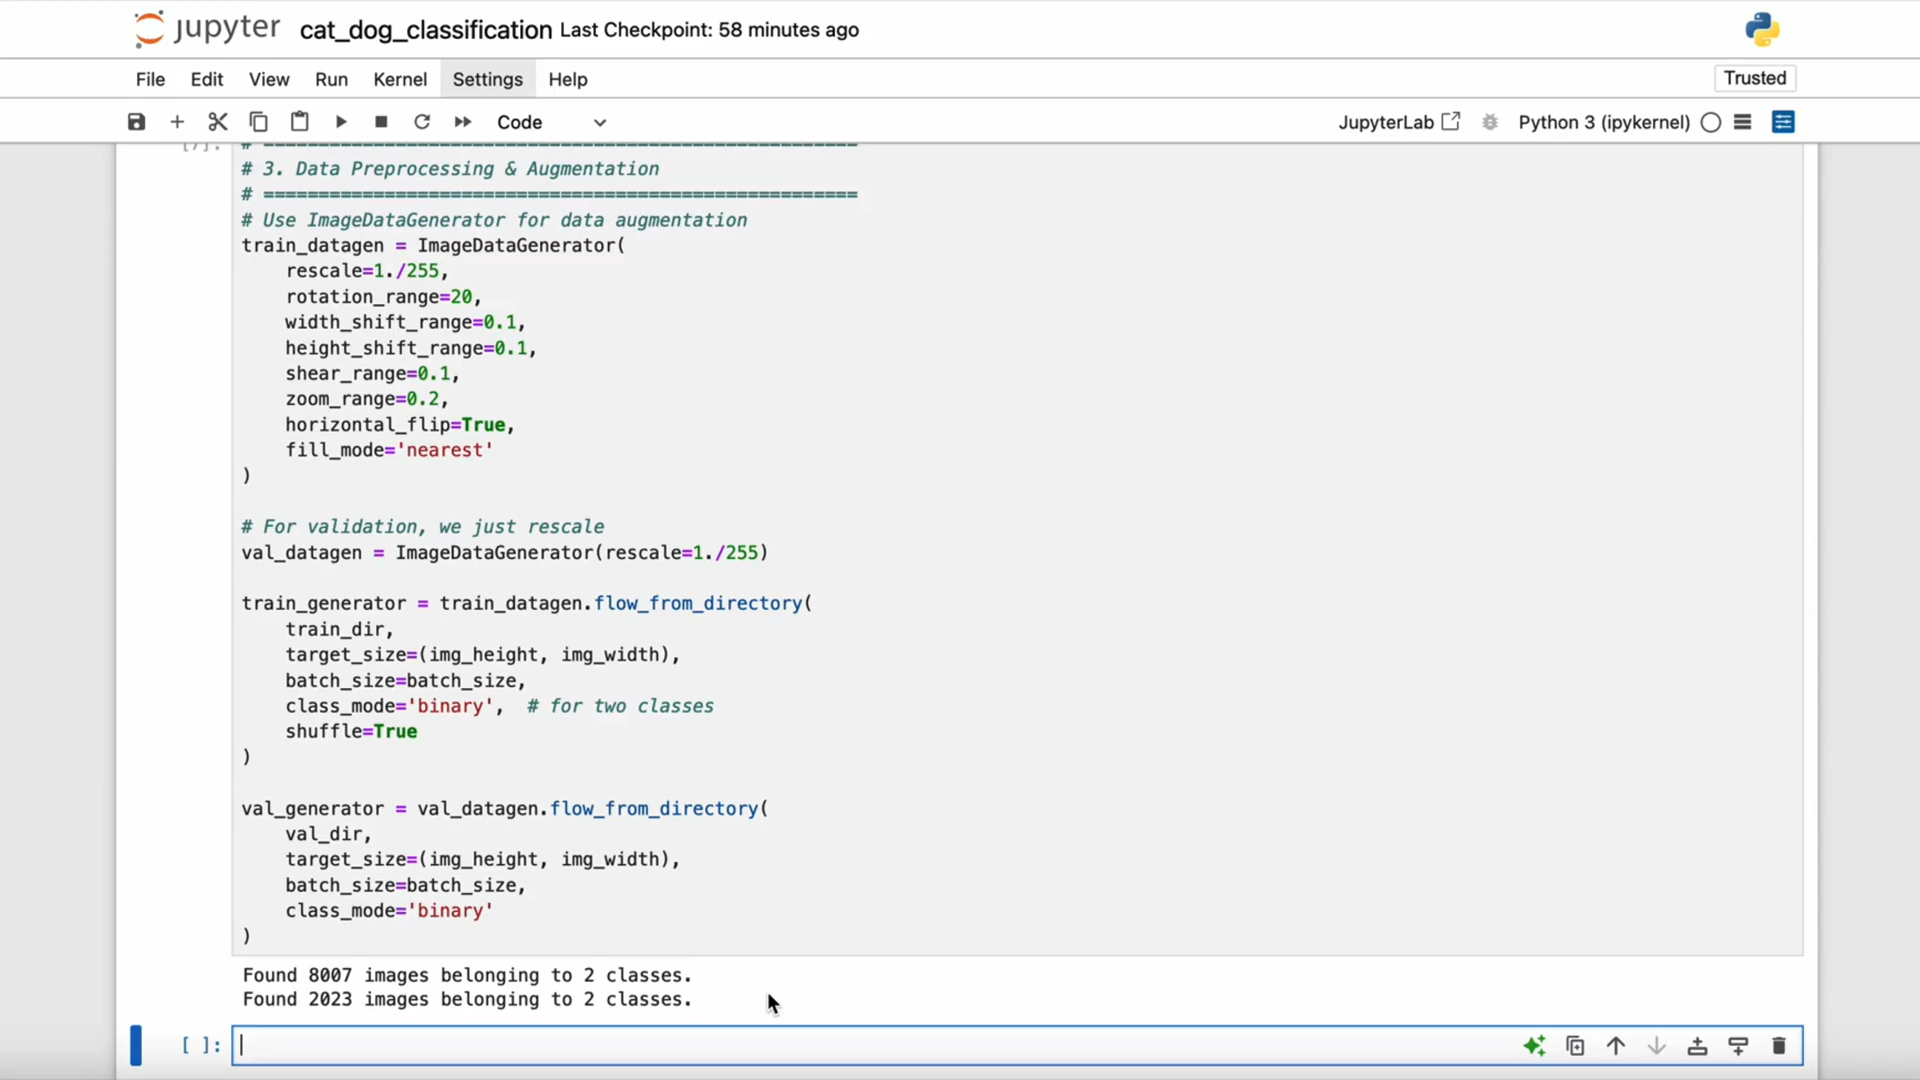 jupyter cat_dog_classification Last Checkpoint: 58 minutes ago
File Edit View Run Kernel Settings Help Trusted
Code JupyterLab Python 3 (ipykernel)
[7]: # ======================================================
# 3. Data Preprocessing & Augmentation
# ======================================================
# Use ImageDataGenerator for data augmentation
train_datagen = ImageDataGenerator(
    rescale=1./255,
    rotation_range=20,
    width_shift_range=0.1,
    height_shift_range=0.1,
    shear_range=0.1,
    zoom_range=0.2,
    horizontal_flip=True,
    fill_mode='nearest'
)
# For validation, we just rescale
val_datagen = ImageDataGenerator(rescale=1./255)
train_generator = train_datagen.flow_from_directory(
    train_dir,
    target_size=(img_height, img_width),
    batch_size=batch_size,
    class_mode='binary',  # for two classes
    shuffle=True
)
val_generator = val_datagen.flow_from_directory(
    val_dir,
    target_size=(img_height, img_width),
    batch_size=batch_size,
    class_mode='binary'
)
Found 8007 images belonging to 2 classes.
Found 2023 images belonging to 2 classes.
[ ]: